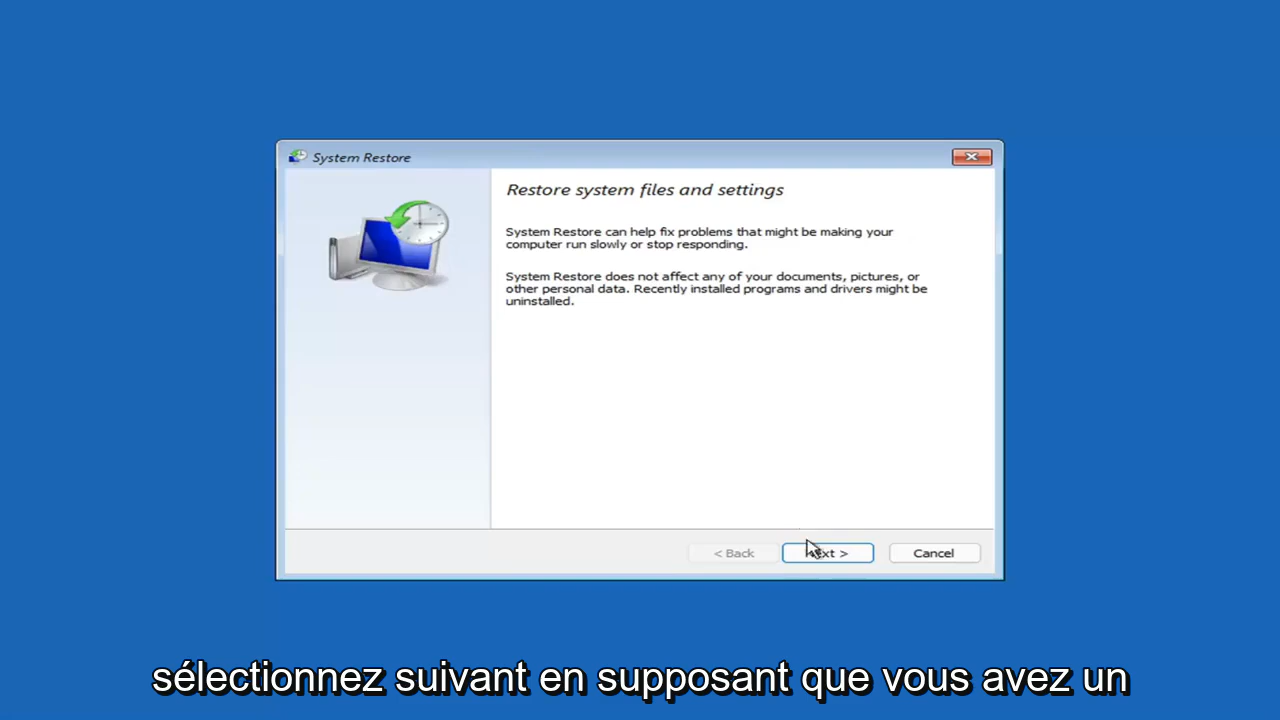 System Restore
Restore system files and settings
System Restore can help fix problems that might be making your
computer run slowly or stop responding.
System Restore does not affect any of your documents, pictures, or
other personal data. Recently installed programs and drivers might be
uninstalled.
< Back
Next >
Cancel
sélectionnez suivant en supposant que vous avez un